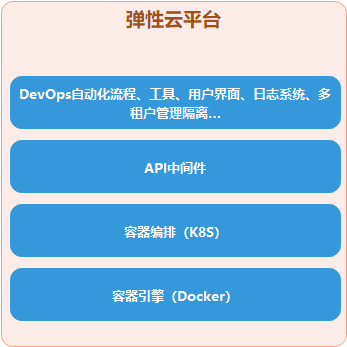 弹性云平台
DevOps自动化流程、工具、用户界面、日志系统、多
租户管理隔离...
API中间件
容器编排（K8S）
容器引擎（Docker）